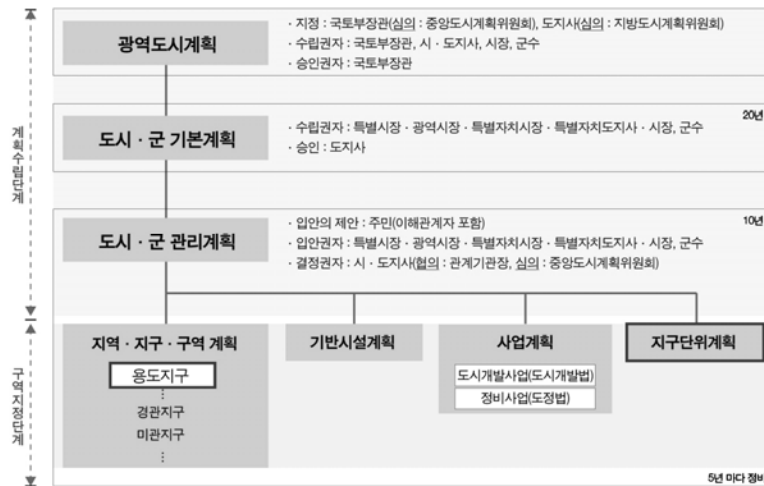 광역도시계획
· 지정 : 국토부장관(심의 : 중앙도시계획위원회), 도지사(심의 : 지방도시계획위원회)
· 수립권자 : 국토부장관, 시 · 도지사, 시장, 군수
· 승인권자 : 국토부장관
계획수립단계
20년
도시 · 군 기본계획
· 수립권자 : 특별시장 · 광역시장 · 특별자치시장 · 특별자치도지사 · 시장, 군수
· 승인 : 도지사
10년
도시 · 군 관리계획
· 입안의 제안 : 주민(이해관계자 포함)
· 입안권자 : 특별시장 · 광역시장 · 특별자치시장 · 특별자치도지사 · 시장, 군수
· 결정권자 : 시 · 도지사(협의 : 관계기관장, 심의 : 중앙도시계획위원회)
구역지정단계
지역 · 지구 · 구역 계획
용도지구
⋮
경관지구
미관지구
⋮
기반시설계획
사업계획
도시개발사업(도시개발법)
정비사업(도정법)
지구단위계획
5년 마다 정비